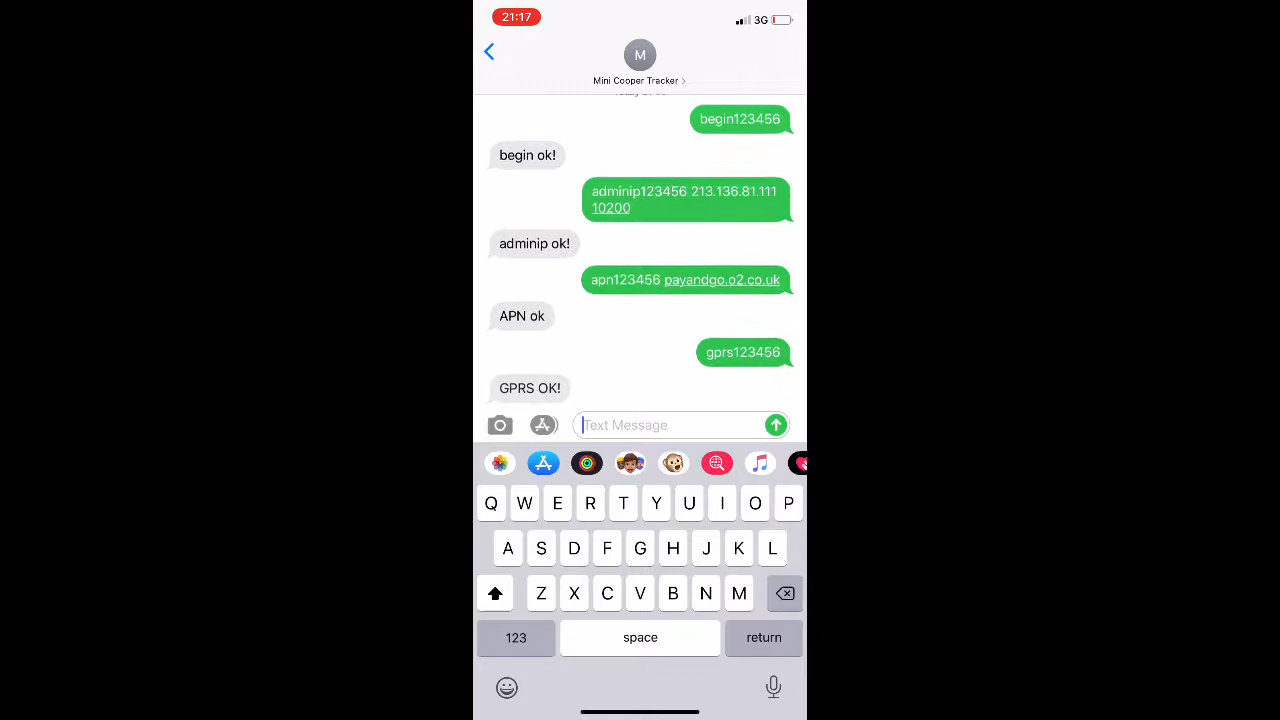 21:17
3G
M
Mini Cooper Tracker
begin123456
begin ok!
adminip123456 213.136.81.111
10200
adminip ok!
apn123456 payandgo.o2.co.uk
APN ok
gprs123456
GPRS OK!
Text Message
Q W E R T Y U I O P
A S D F G H J K L
Z X C V B N M
123 space return